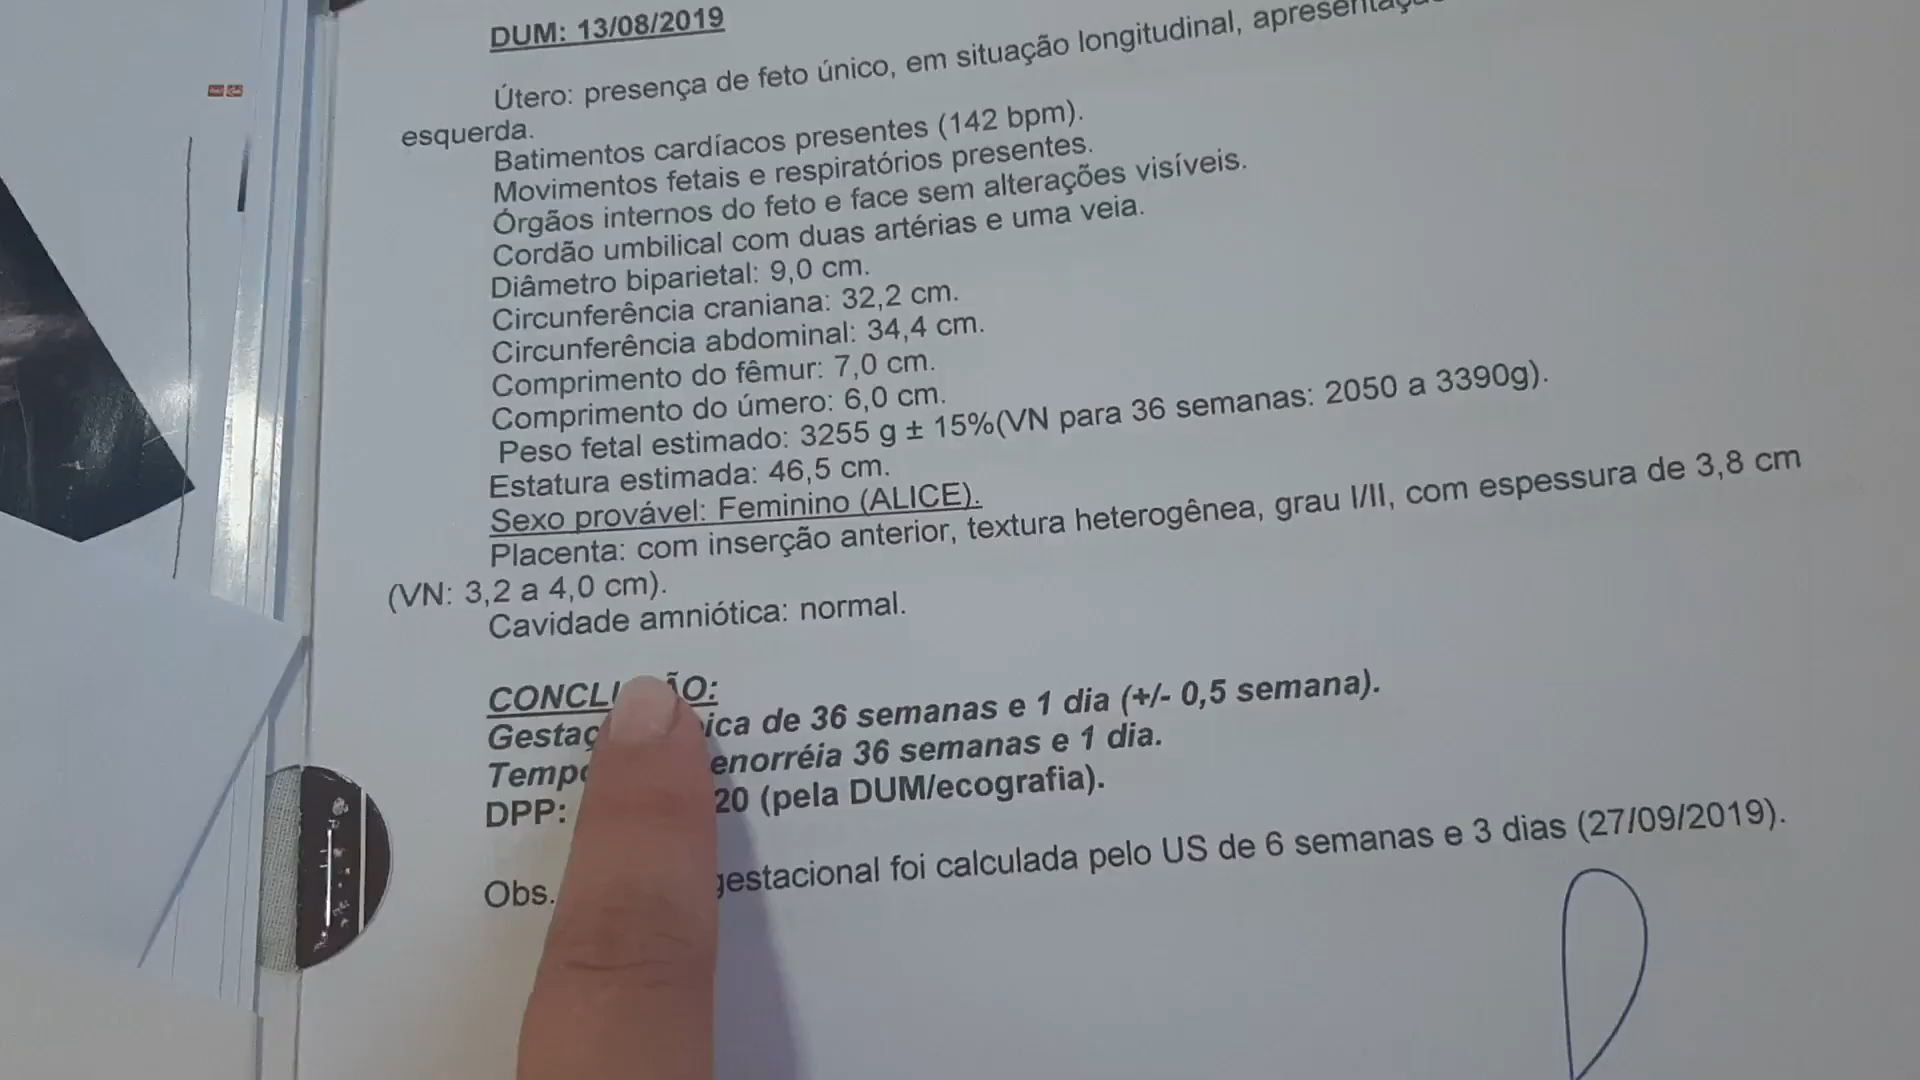 DUM: 13/08/2019
Útero: presença de feto único, em situação longitudinal,
esquerda.
Batimentos cardíacos presentes (142 bpm).
Movimentos fetais e respiratórios presentes.
Órgãos internos do feto e face sem alterações visíveis.
Cordão umbilical com duas artérias e uma veia.
Diâmetro biparietal: 9,0 cm.
Circunferência craniana: 32,2 cm.
Circunferência abdominal: 34,4 cm.
Comprimento do fêmur: 7,0 cm.
Comprimento do úmero: 6,0 cm.
Peso fetal estimado: 3255 g ± 15%(VN para 36 semanas: 2050 a 3390g).
Estatura estimada: 46,5 cm.
Sexo provável: Feminino (ALICE).
Placenta: com inserção anterior, textura heterogênea, grau I/II, com espessura de 3,8 cm
(VN: 3,2 a 4,0 cm).
Cavidade amniótica: normal.
de 36 semanas e 1 dia (+/- 0,5 semana).
36 semanas e 1 dia.
DPP: (pela DUM/ecografia).
Obs. gestacional foi calculada pelo US de 6 semanas e 3 dias (27/09/2019).